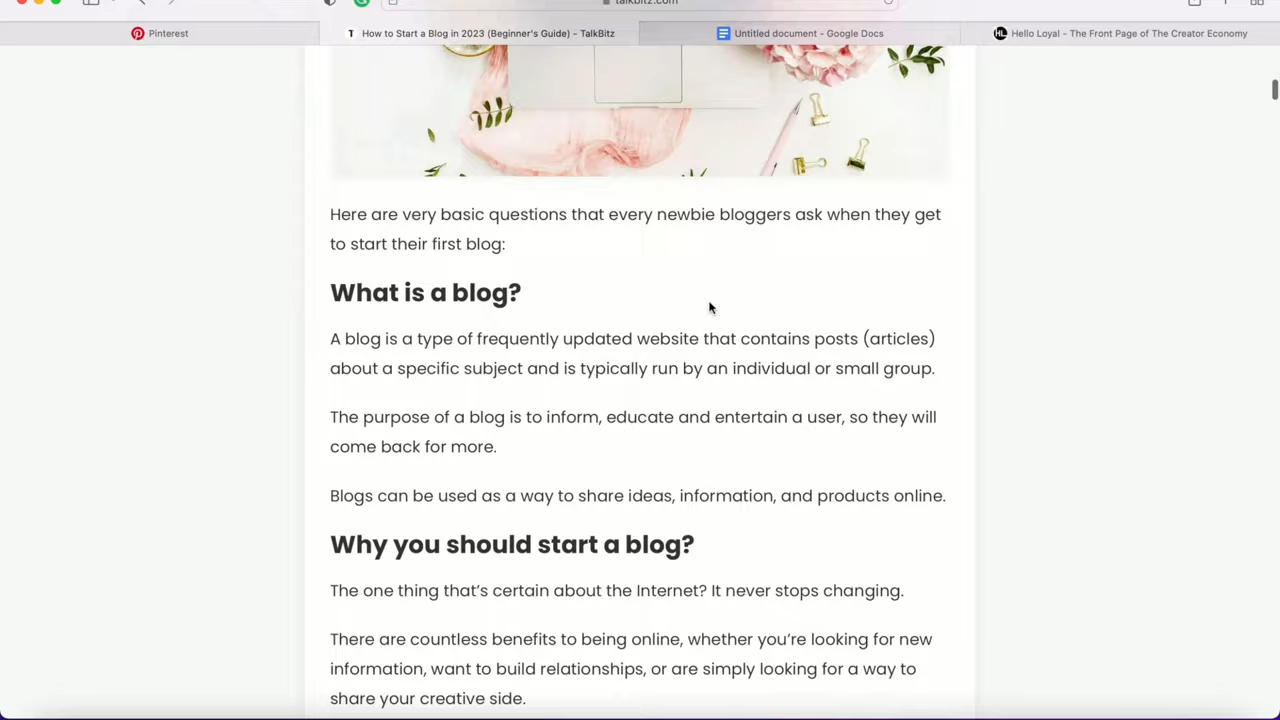 talkbitz.com
Pinterest
How to Start a Blog in 2023 (Beginner's Guide) - TalkBitz
Untitled document - Google Docs
Hello Loyal - The Front Page of The Creator Economy
Here are very basic questions that every newbie bloggers ask when they get
to start their first blog:
What is a blog?
A blog is a type of frequently updated website that contains posts (articles)
about a specific subject and is typically run by an individual or small group.
The purpose of a blog is to inform, educate and entertain a user, so they will
come back for more.
Blogs can be used as a way to share ideas, information, and products online.
Why you should start a blog?
The one thing that’s certain about the Internet? It never stops changing.
There are countless benefits to being online, whether you’re looking for new
information, want to build relationships, or are simply looking for a way to
share your creative side.